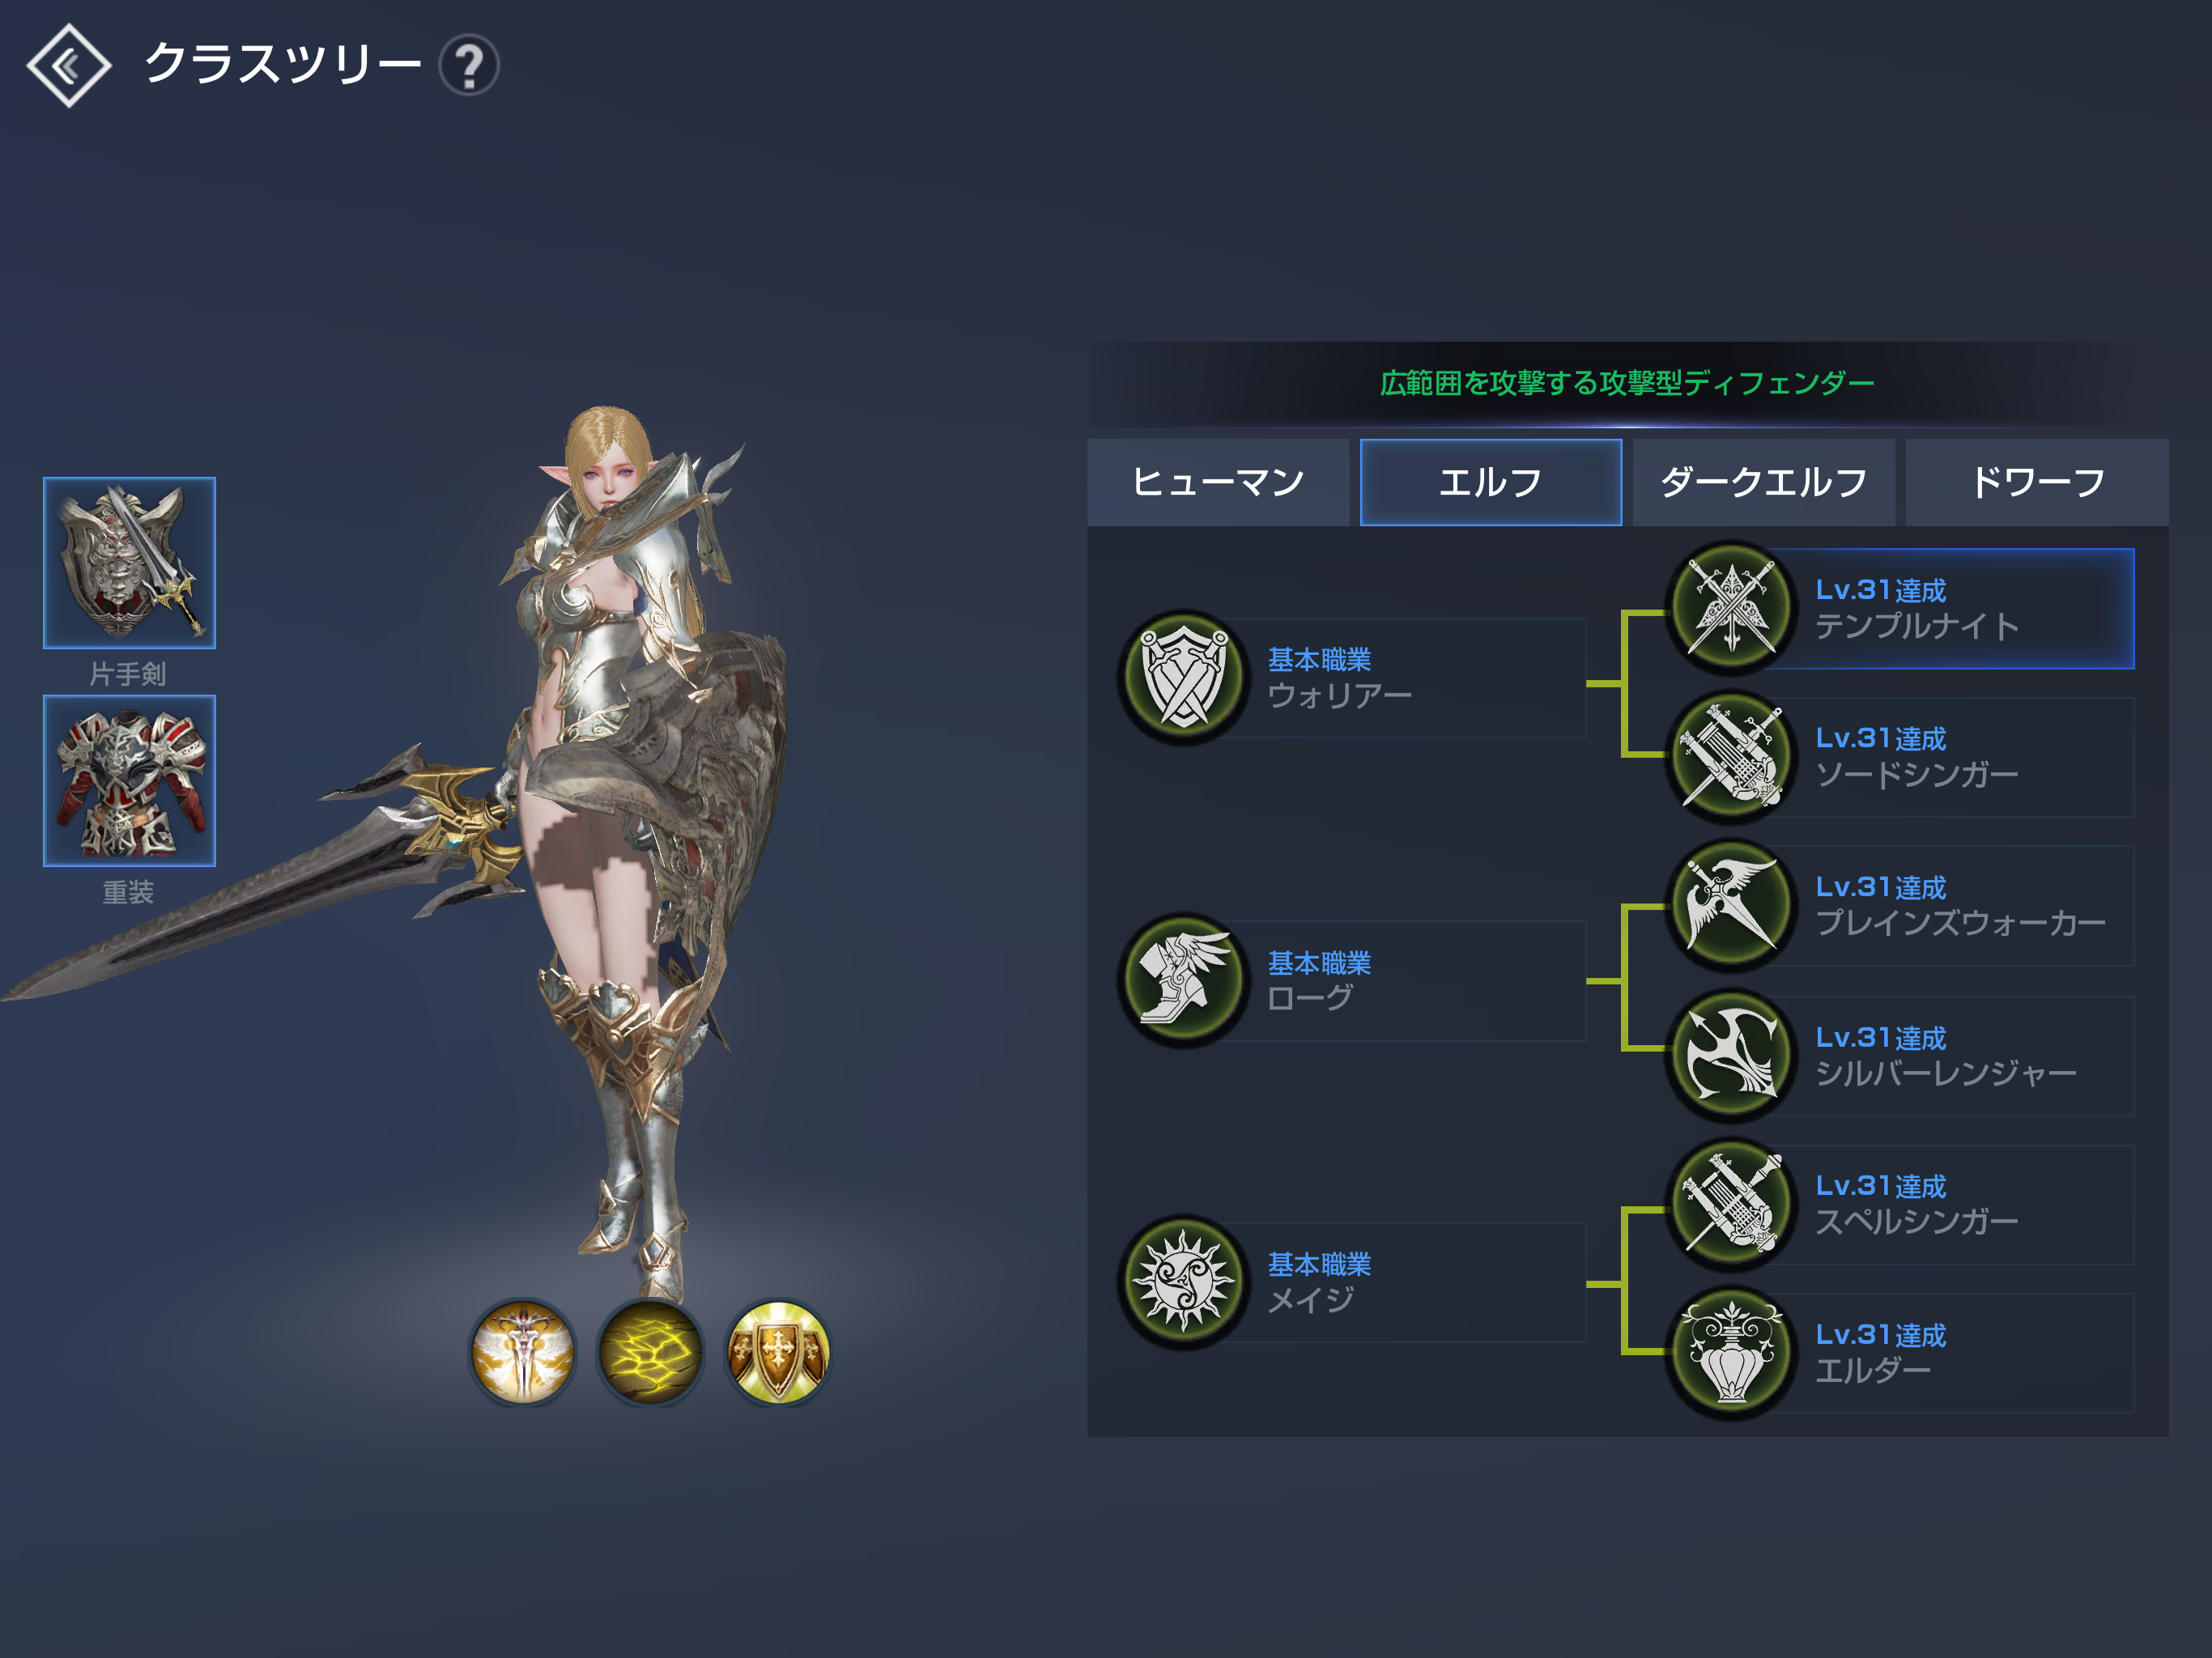 クラスツリー ?
広範囲を攻撃する攻撃型ディフェンダー
ヒューマン エルフ ダークエルフ ドワーフ
片手剣
重装
基本職業
ウォリアー
Lv.31達成
テンプルナイト
Lv.31達成
ソードシンガー
基本職業
ローグ
Lv.31達成
プレインズウォーカー
Lv.31達成
シルバーレンジャー
基本職業
メイジ
Lv.31達成
スペルシンガー
Lv.31達成
エルダー